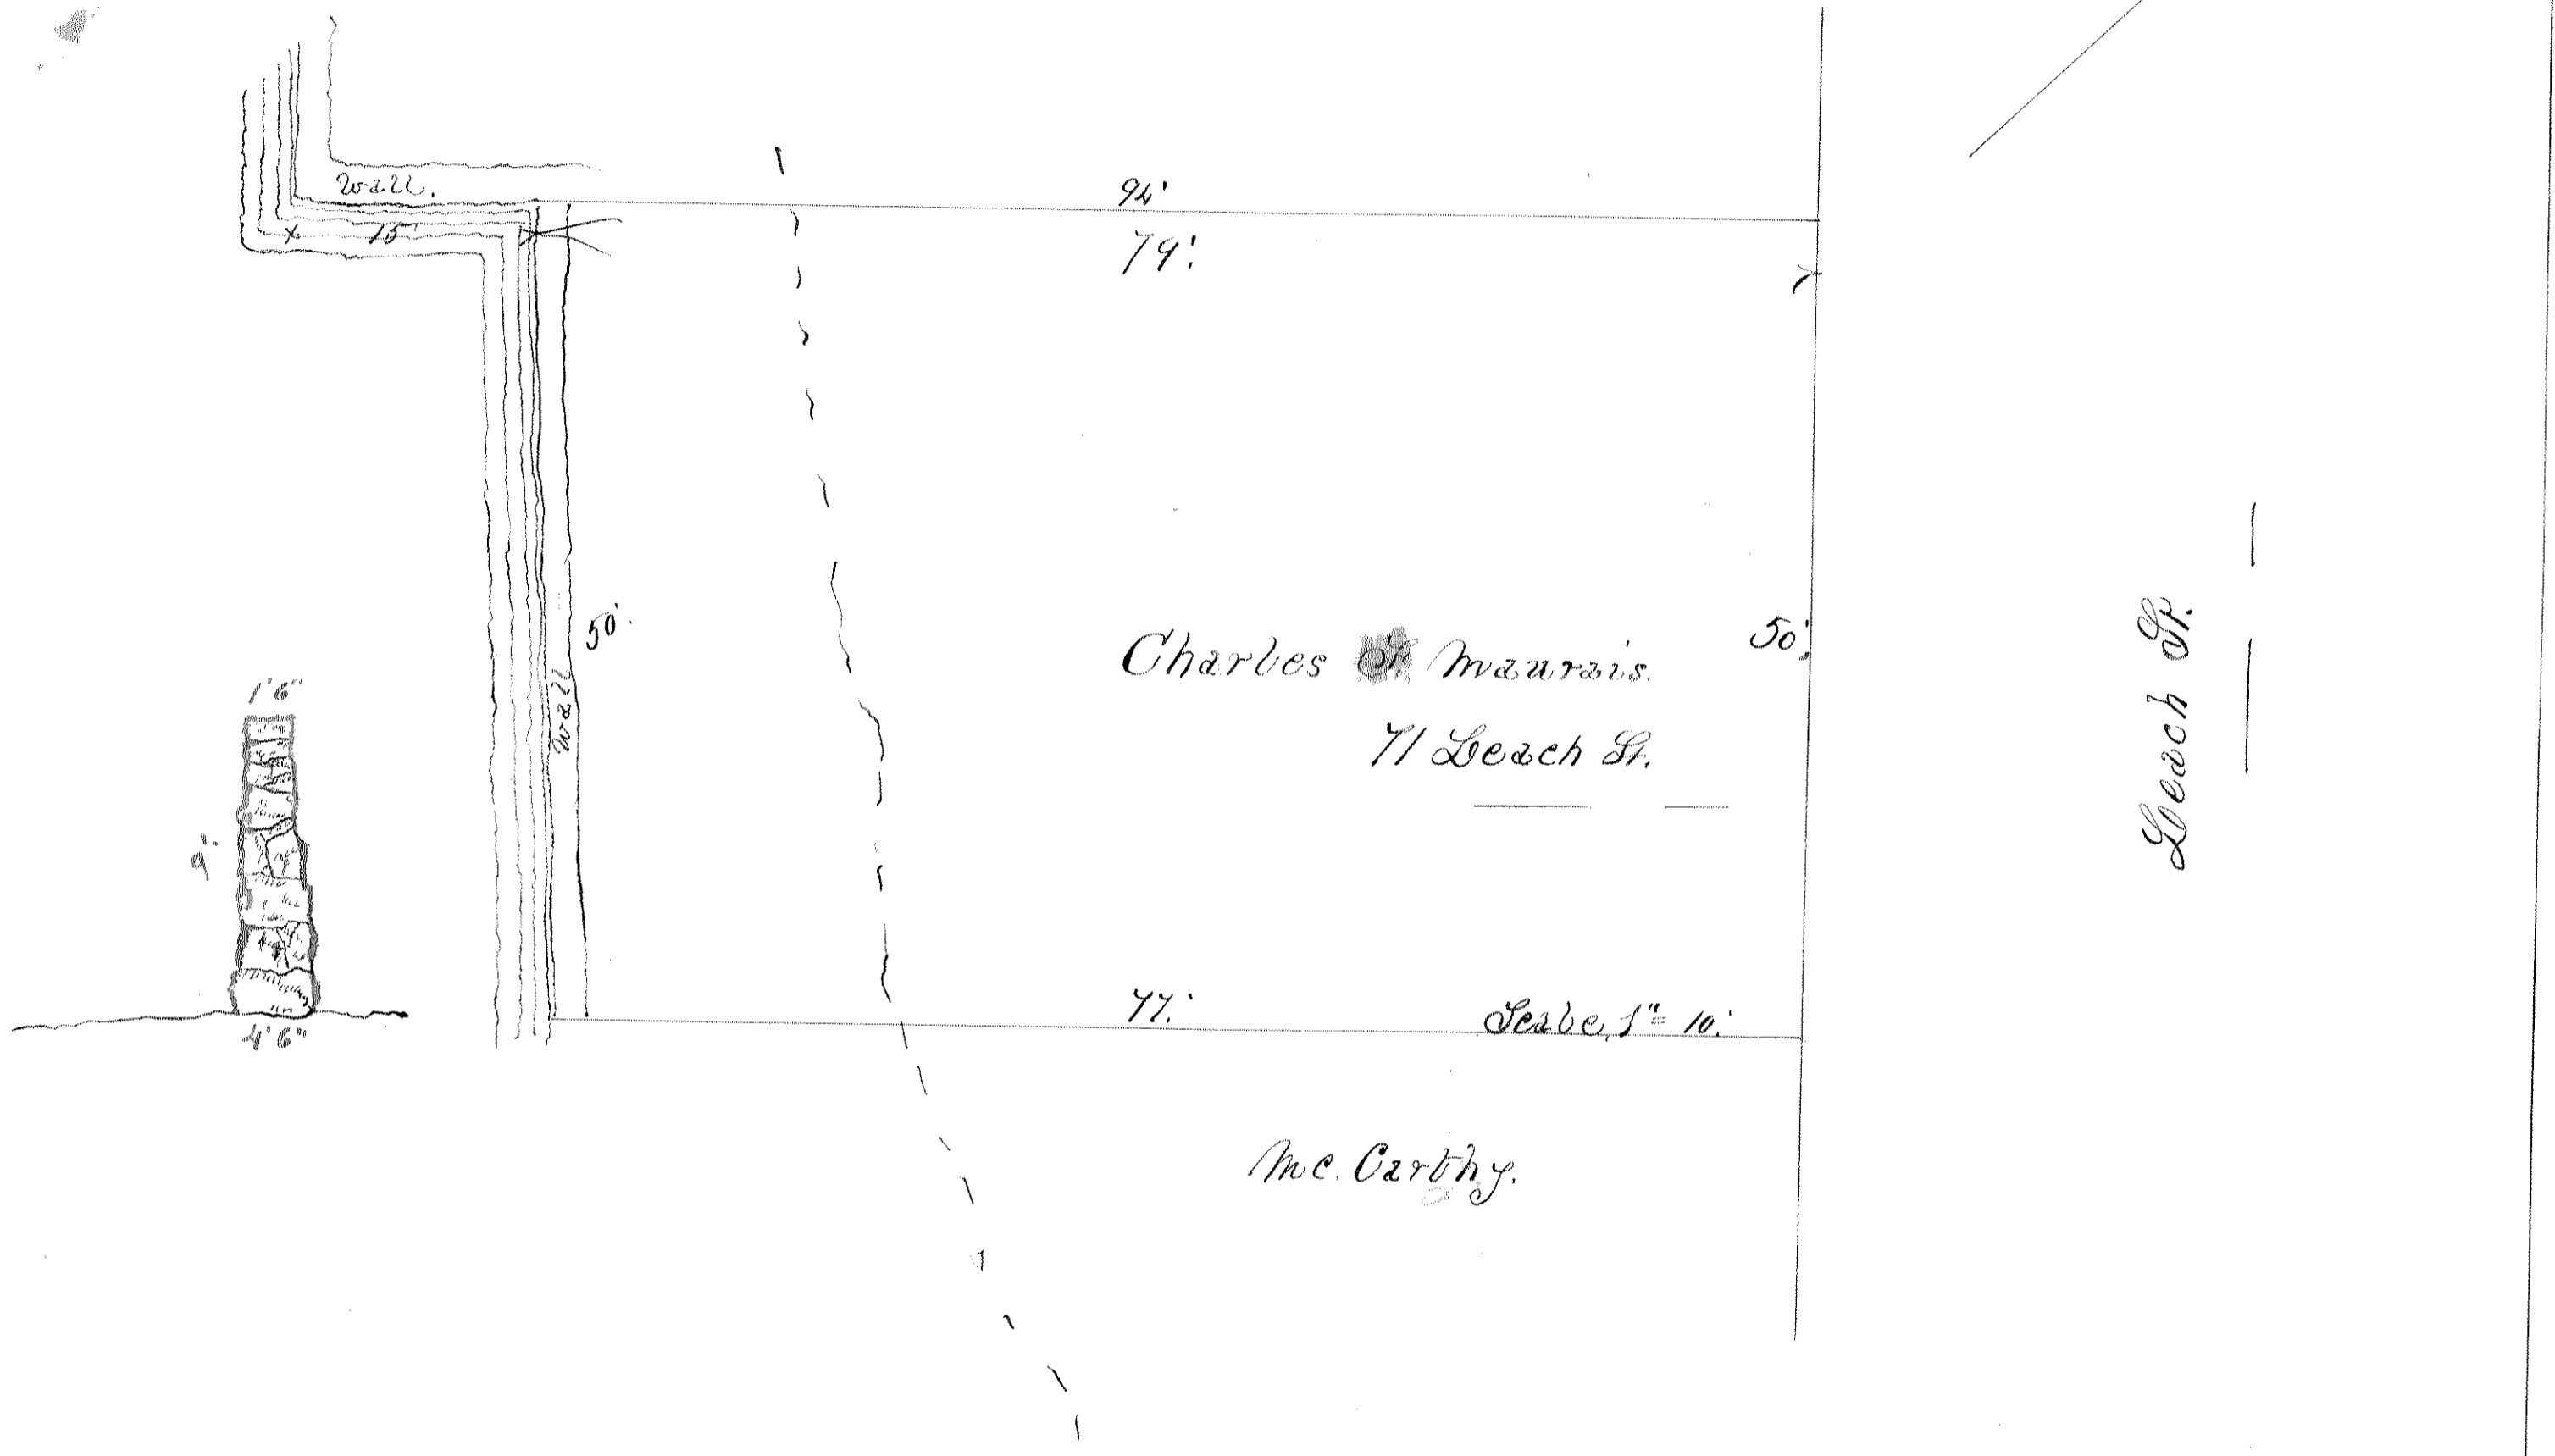 Wall.
94'
15'
79'.
50'.
Wall
Charles Maurais.
50'.
71 Leach St.
Leach St.
1'6"
9'.
4'6"
77.'
Scale, 1" = 10.'
Mc. Carthy.